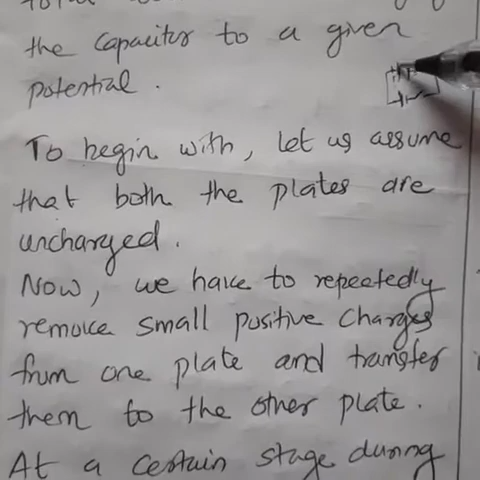 the capacitor to a given
potential.
To begin with, let us assume
that both the plates are
uncharged.
Now, we have to repeatedly
remove small positive charges
from one plate and transfer
them to the other plate.
At a certain stage during